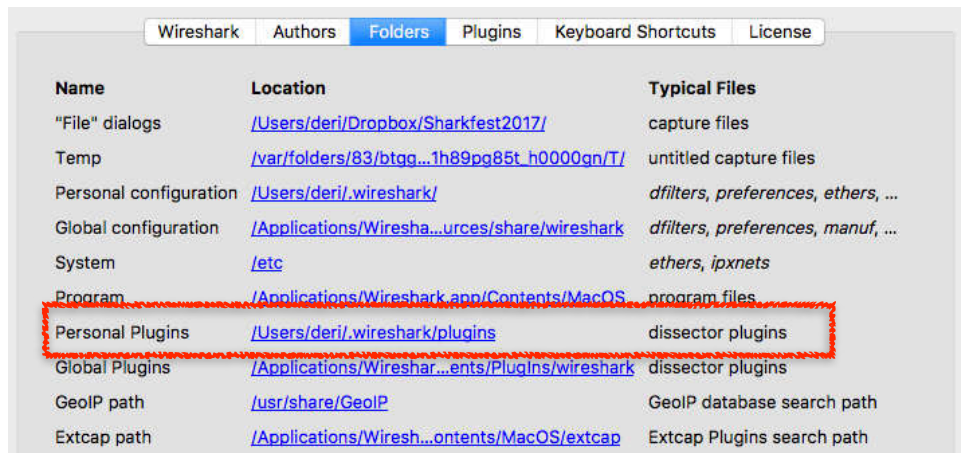 Wireshark Authors Folders Plugins Keyboard Shortcuts License
Name Location Typical Files
"File" dialogs /Users/deri/Dropbox/Sharkfest2017/ capture files
Temp /var/folders/83/btgg...1h89pg85t_h0000gn/T/ untitled capture files
Personal configuration /Users/deri/.wireshark/ dfilters, preferences, ethers, ...
Global configuration /Applications/Wiresha...urces/share/wireshark dfilters, preferences, manuf, ...
System /etc ethers, ipxnets
Program /Applications/Wireshark.app/Contents/MacOS program files
Personal Plugins /Users/deri/.wireshark/plugins dissector plugins
Global Plugins /Applications/Wireshar...ents/PlugIns/wireshark dissector plugins
GeoIP path /usr/share/GeoIP GeoIP database search path
Extcap path /Applications/Wiresh...ontents/MacOS/extcap Extcap Plugins search path